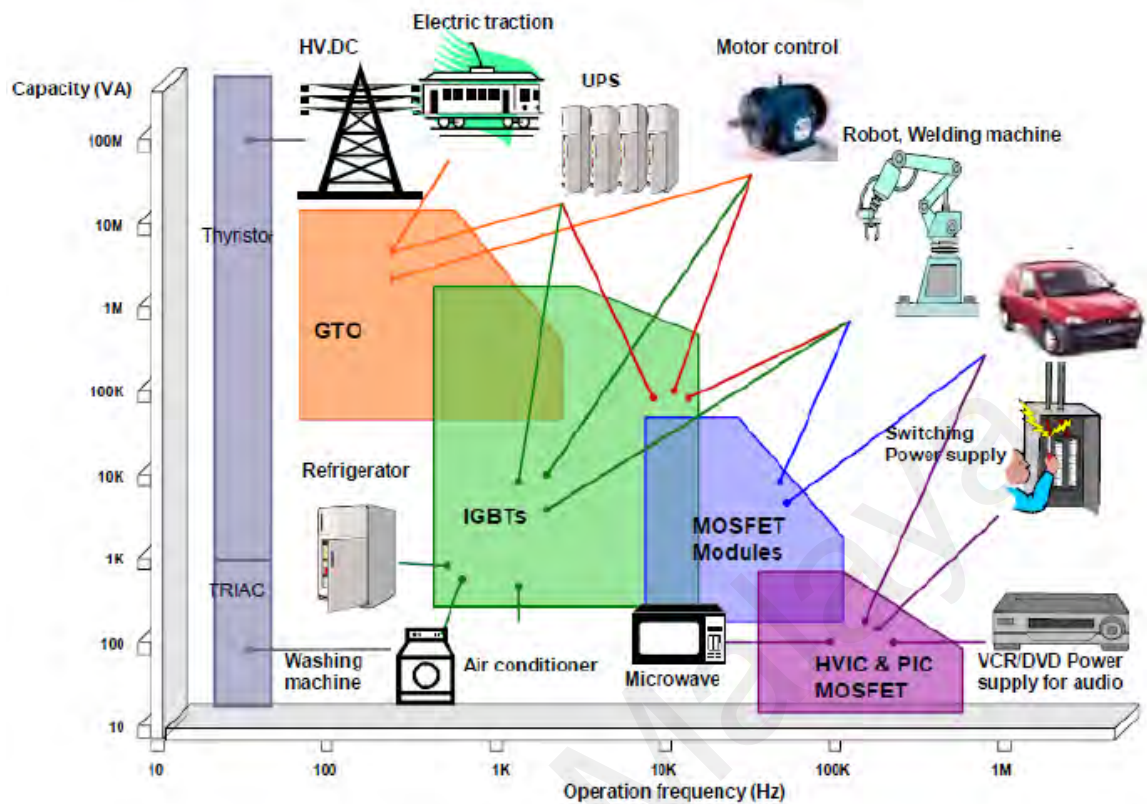 Electric traction
HV.DC
Motor control
Capacity (VA)
UPS
Robot, Welding machine
100M
10M
Thyristor
1M
GTO
100K
Switching
Power supply
Refrigerator
10K
IGBTs
MOSFET
Modules
1K
TRIAC
100
Washing
machine
Air conditioner
Microwave
HVIC & PIC
MOSFET
VCR/DVD Power
supply for audio
10
10
100
1K
10K
100K
1M
Operation frequency (Hz)
Malaya